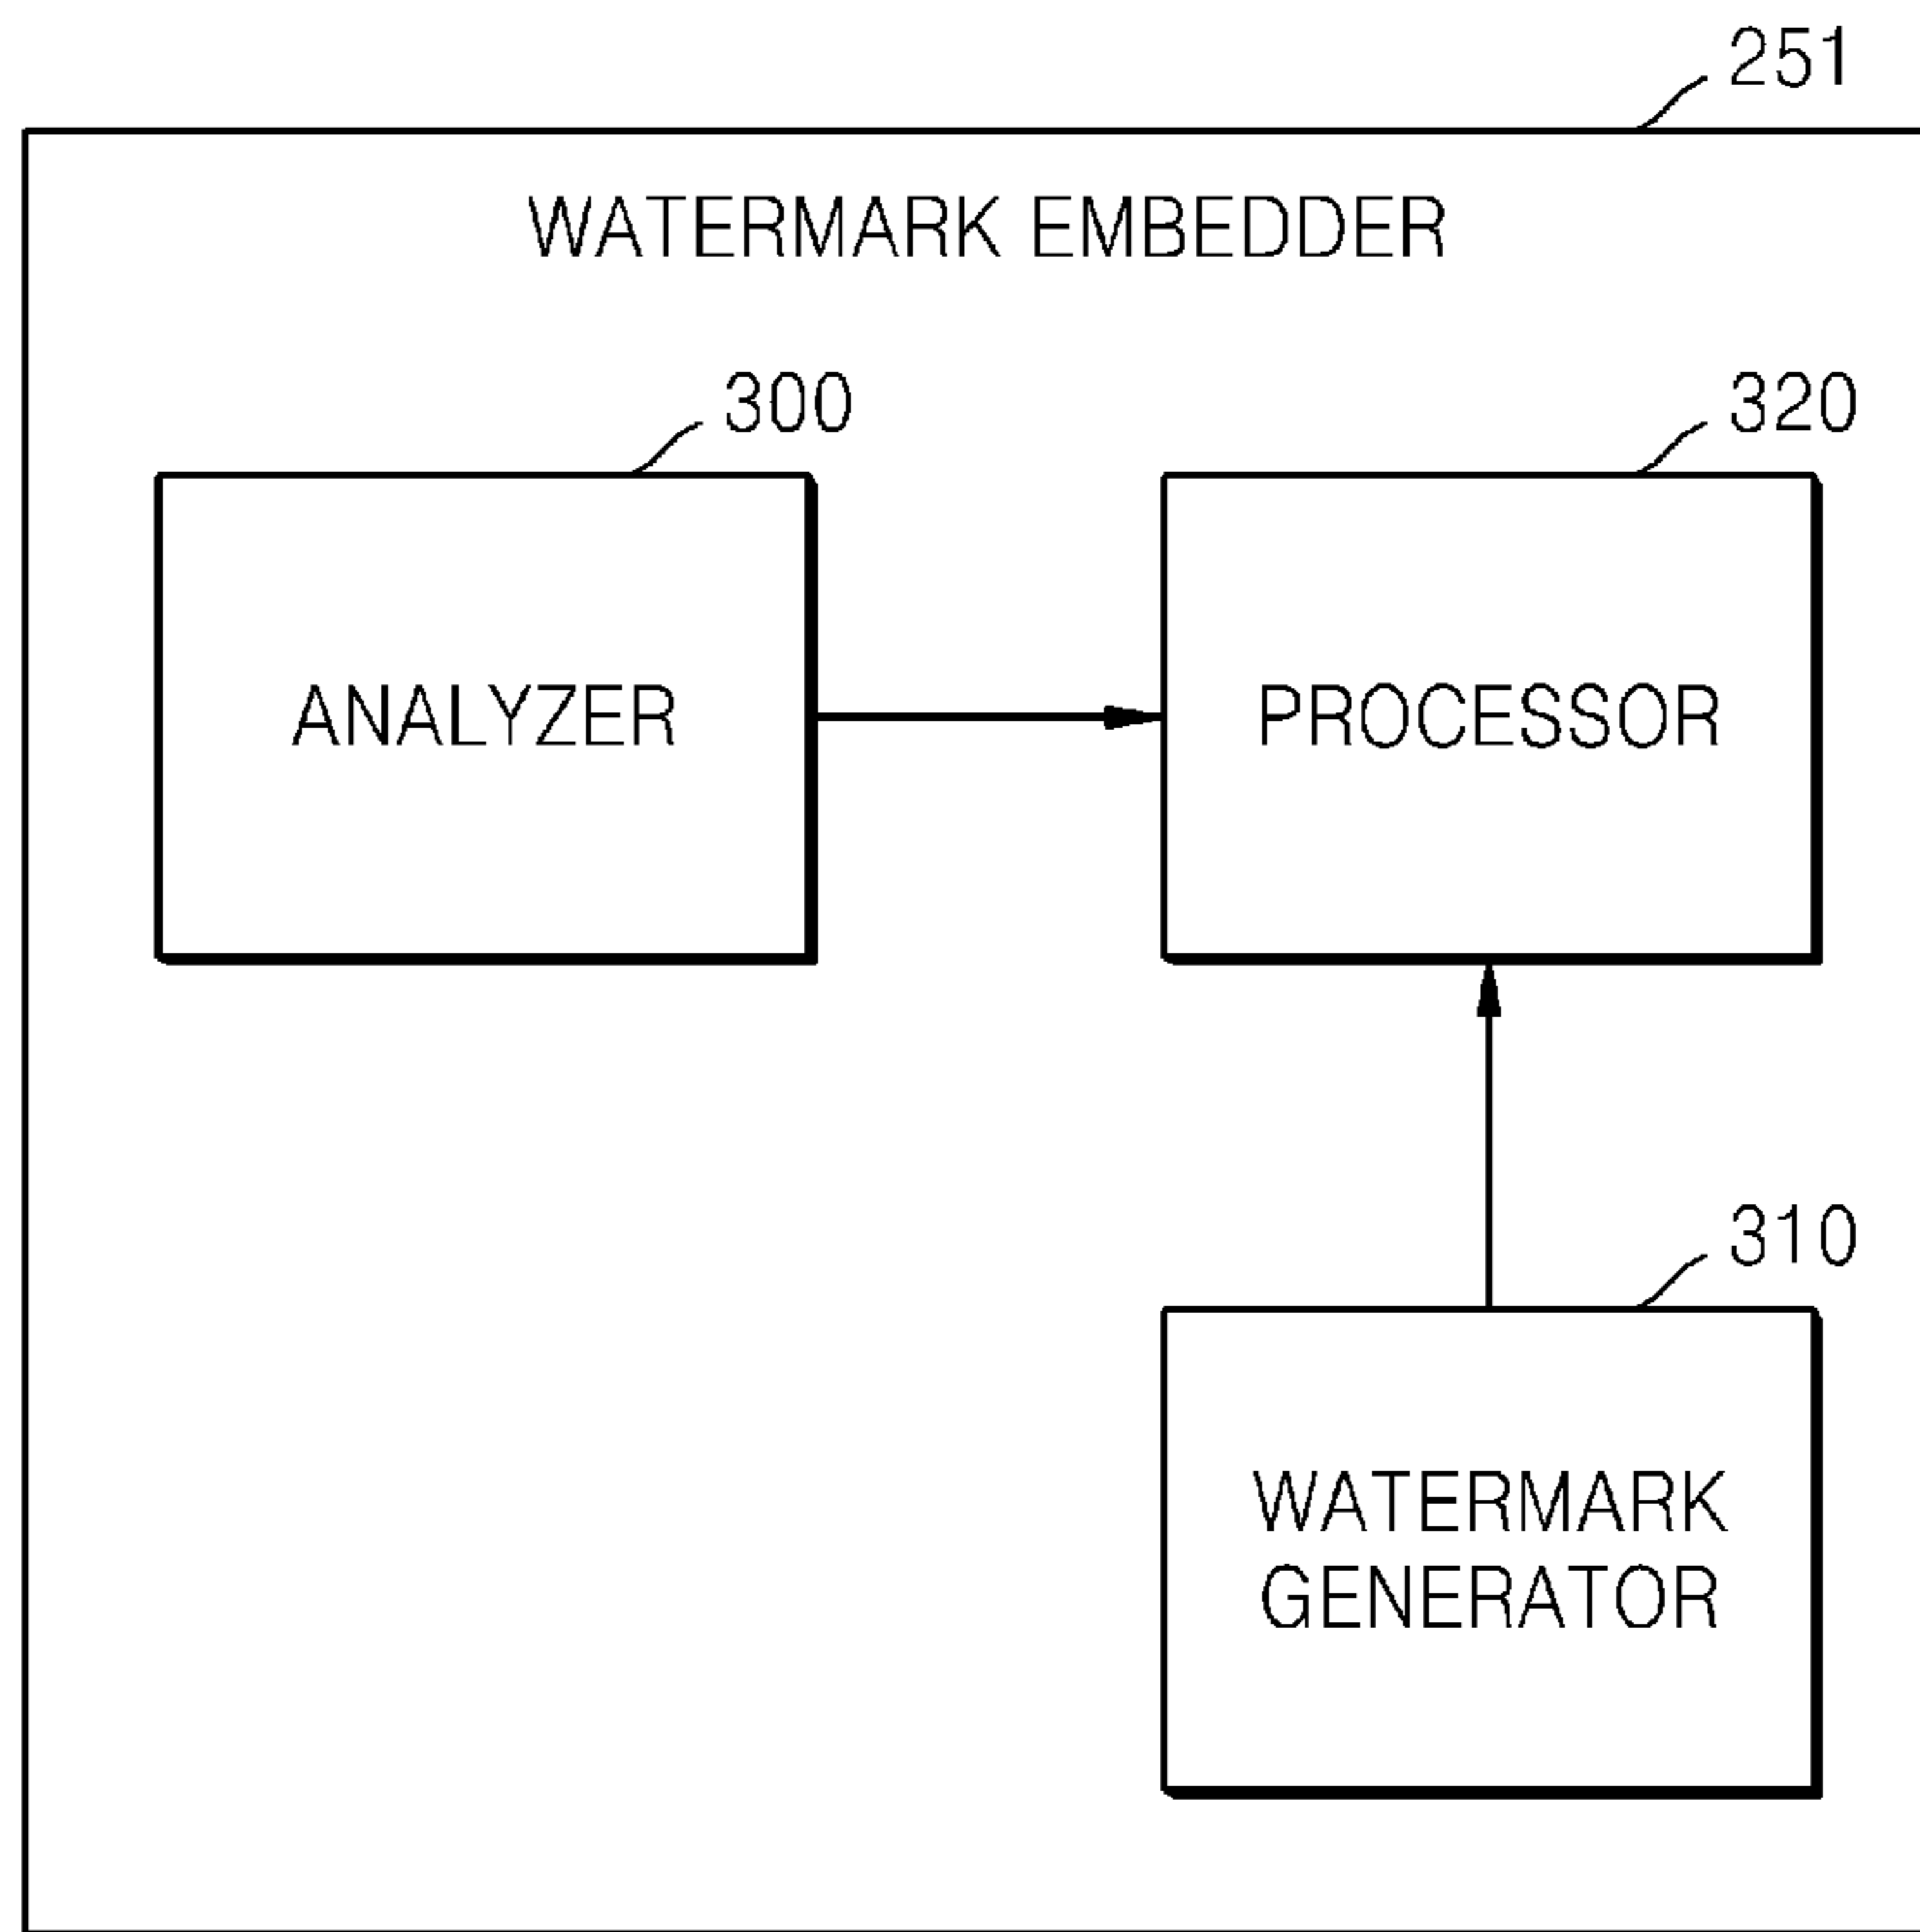 251
WATERMARK EMBEDDER
300
320
ANALYZER
PROCESSOR
310
WATERMARK
GENERATOR